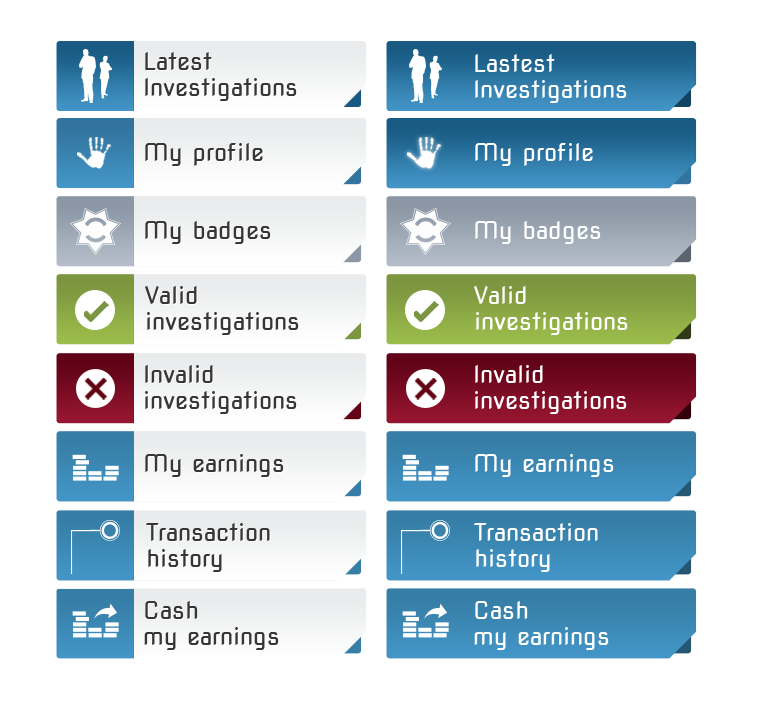 Latest
Investigations
Lastest
Investigations
My profile
My profile
My badges
My badges
Valid
investigations
Valid
investigations
Invalid
investigations
Invalid
investigations
My earnings
My earnings
Transaction
history
Transaction
history
Cash
my earnings
Cash
my earnings